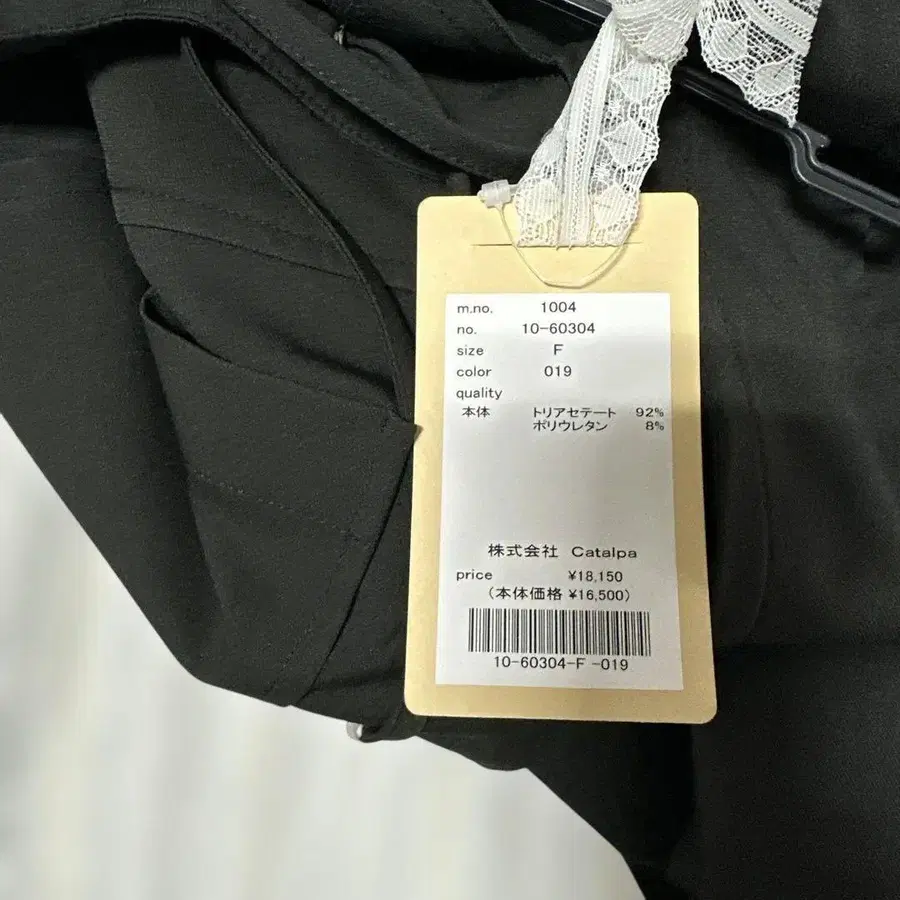 m.no. 1004
no. 10-60304
size F
color 019
quality
本体 トリアセテート 92%
ポリウレタン 8%
株式会社 Catalpa
price ¥18,150
(本体価格 ¥16,500)
10-60304-F -019